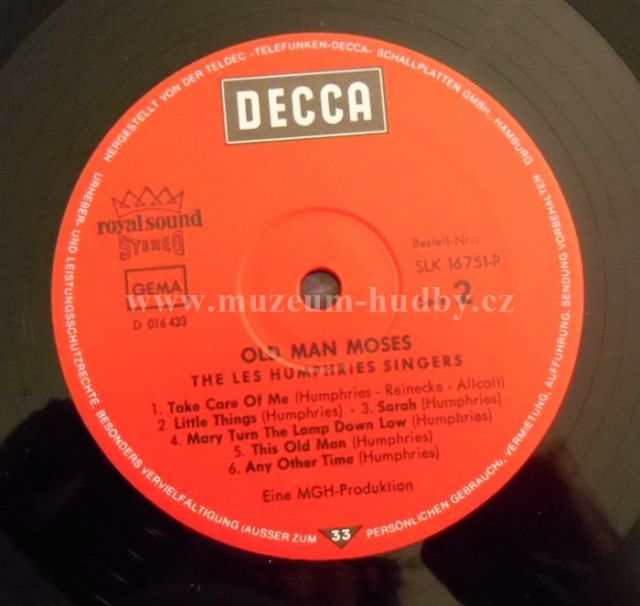 HERGESTELLT VON DER TELDEC »TELEFUNKEN-DECCA« SCHALLPLATTEN GMBH., HAMBURG
URHEBER- UND LEISTUNGSSCHUTZRECHTE, BESONDERS VERVIELFÄLTIGUNG (AUSSER ZUM PERSÖNLICHEN GEBRAUCH), VERMIETUNG, AUFFÜHRUNG, SENDUNG VORBEHALTEN
DECCA
royal sound
STEREO
Bestell-Nr.:
SLK 16751-P
GEMA
2
D 016 433
www.muzeum-hudby.cz
OLD MAN MOSES
THE LES HUMPHRIES SINGERS
1. Take Care Of Me (Humphries - Reinecke - Allcott)
2. Little Things (Humphries) - 3. Sarah (Humphries)
4. Mary Turn The Lamp Down Low (Humphries)
5. This Old Man (Humphries)
6. Any Other Time (Humphries)
Eine MGH-Produktion
33